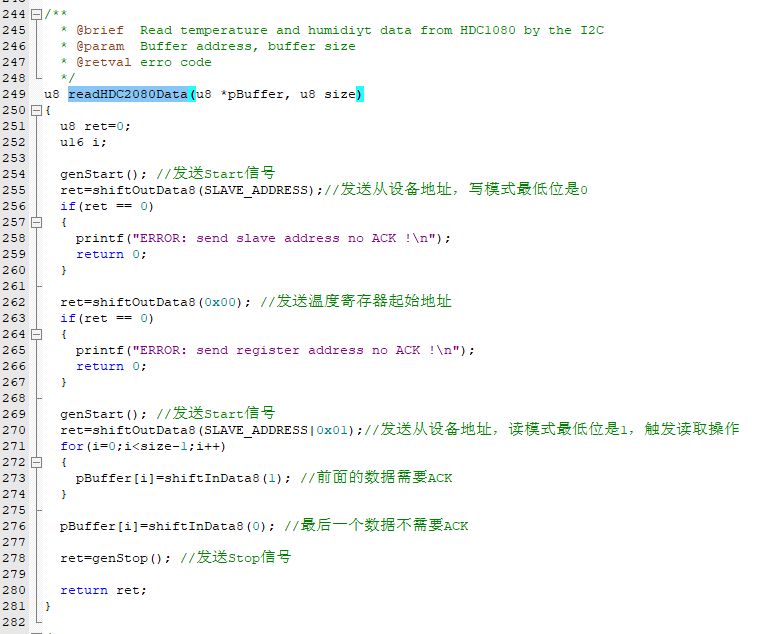 244 /**
245 * @brief Read temperature and humidiyt data from HDC1080 by the I2C
246 * @param Buffer address, buffer size
247 * @retval erro code
248 */
249 u8 readHDC2080Data(u8 *pBuffer, u8 size)
250 {
251 u8 ret=0;
252 u16 i;
253
254 genStart(); //发送Start信号
255 ret=shiftOutData8(SLAVE_ADDRESS);//发送从设备地址，写模式最低位是0
256 if(ret == 0)
257 {
258 printf("ERROR: send slave address no ACK !\n");
259 return 0;
260 }
261
262 ret=shiftOutData8(0x00); //发送温度寄存器起始地址
263 if(ret == 0)
264 {
265 printf("ERROR: send register address no ACK !\n");
266 return 0;
267 }
268
269 genStart(); //发送Start信号
270 ret=shiftOutData8(SLAVE_ADDRESS|0x01);//发送从设备地址，读模式最低位是1，触发读取操作
271 for(i=0;i<size-1;i++)
272 {
273 pBuffer[i]=shiftInData8(1); //前面的数据需要ACK
274 }
275
276 pBuffer[i]=shiftInData8(0); //最后一个数据不需要ACK
277
278 ret=genStop(); //发送Stop信号
279
280 return ret;
281 }
282